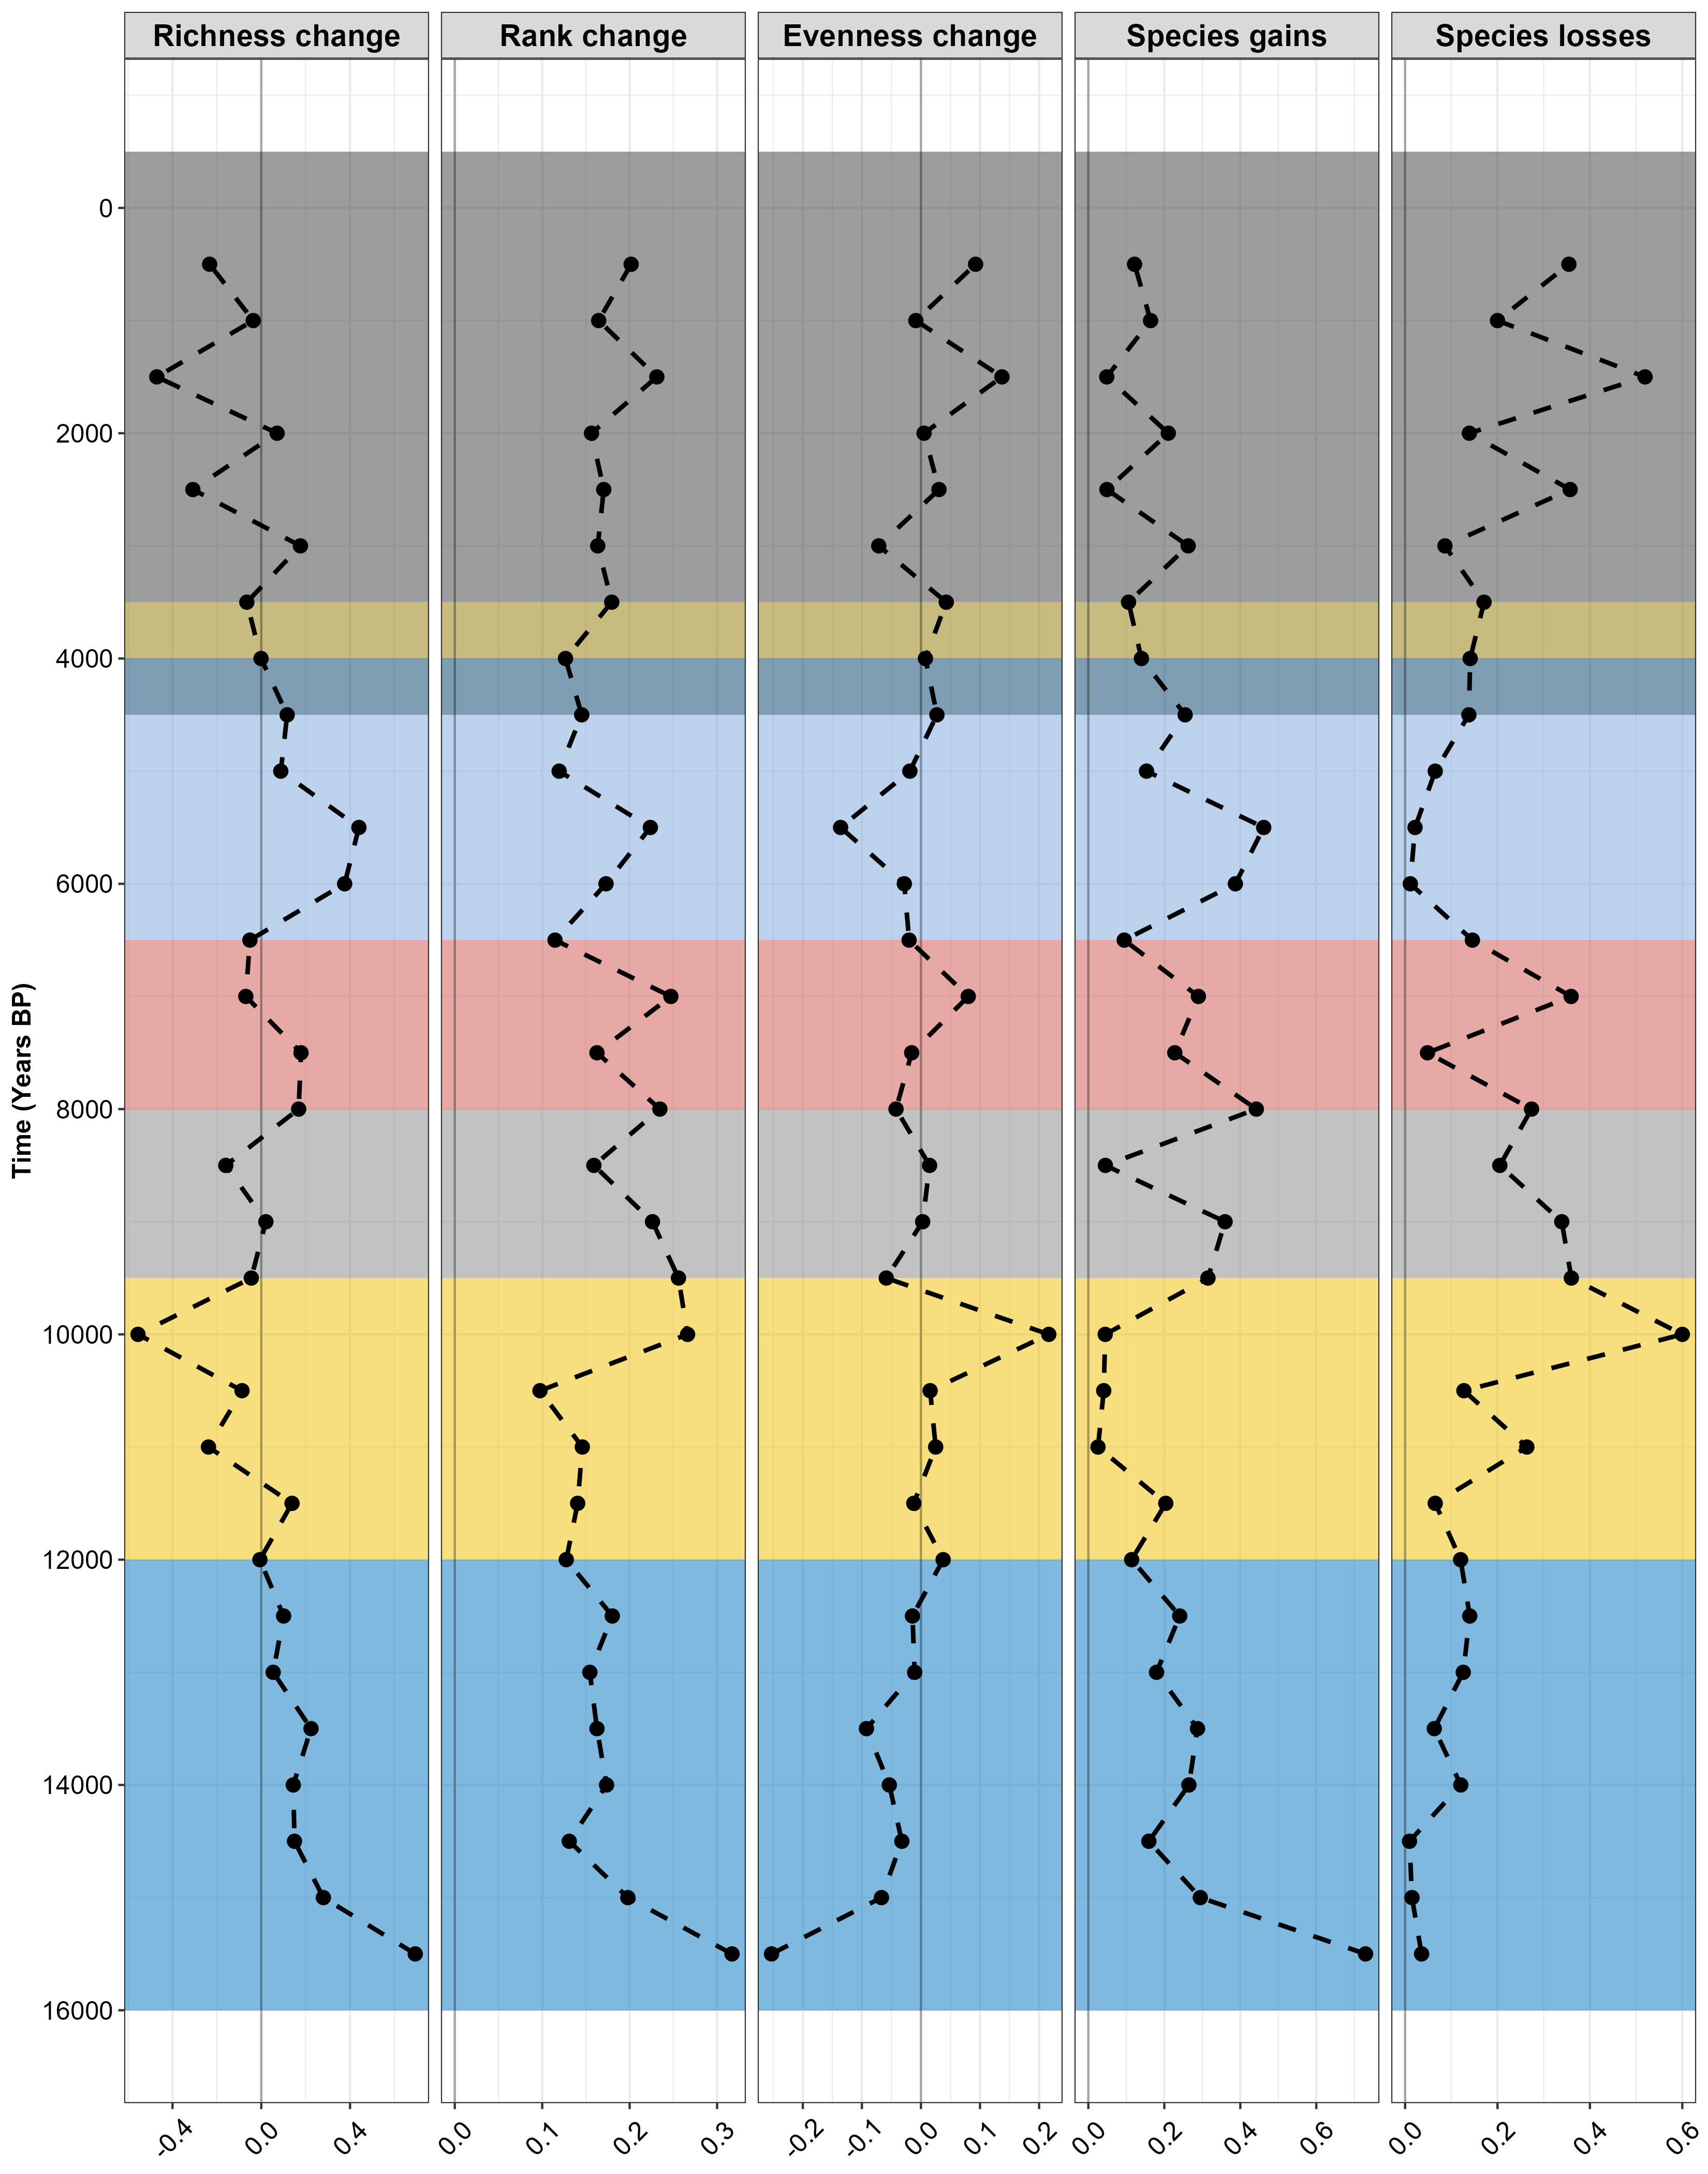 Richness change
Rank change
Evenness change
Species gains
Species losses
Time (Years BP)
0
2000
4000
6000
8000
10000
12000
14000
16000
-0.4 0.0 0.4
0.0 0.1 0.2 0.3
-0.2 -0.1 0.0 0.1 0.2
0.0 0.2 0.4 0.6
0.0 0.2 0.4 0.6